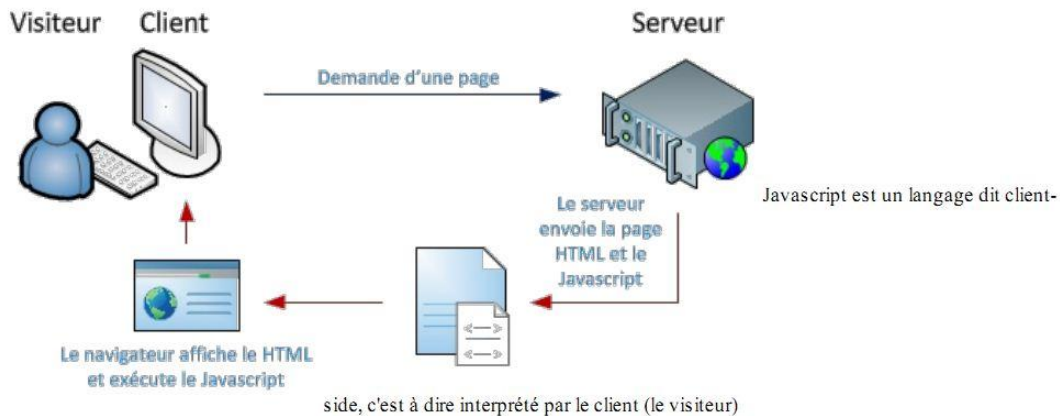 Visiteur Client
Serveur
Demande d'une page
Le serveur
envoie la page
HTML et le
Javascript
Le navigateur affiche le HTML
et exécute le Javascript
Javascript est un langage dit client-
side, c'est à dire interprété par le client (le visiteur)